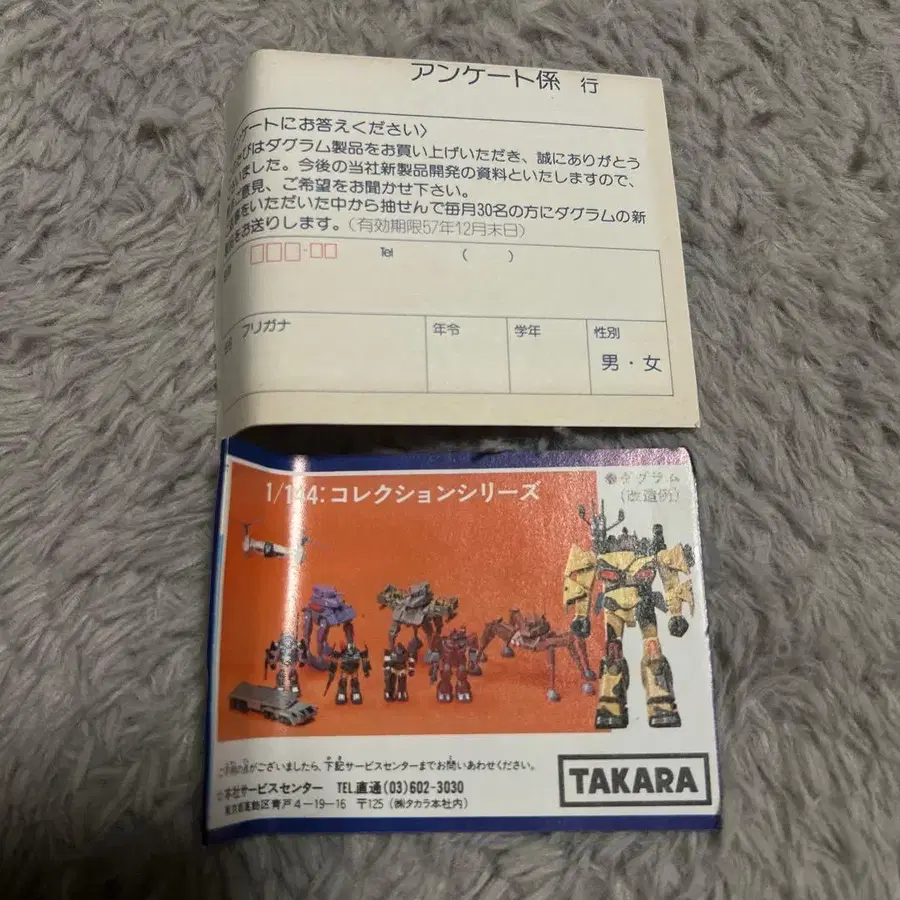 アンケート係 行
ートにお答えください〉
びはダグラム製品をお買い上げいただき、誠にありがとう
いました。今後の当社新製品開発の資料といたしますので、
意見、ご希望をお聞かせ下さい。
をいただいた中から抽せんで毎月30名の方にダグラムの新
をお送りします。(有効期限57年12月末日)
Tel ( )
フリガナ
年令
学年
性別
男・女
1/144:コレクションシリーズ
ダグラム
(改造例)
がございましたら、下記サービスセンターまでお問いあわせください。
本社サービスセンター TEL.直通(03)602-3030
東京都葛飾区青戸4-19-16 〒125 (㈱タカラ本社内)
TAKARA